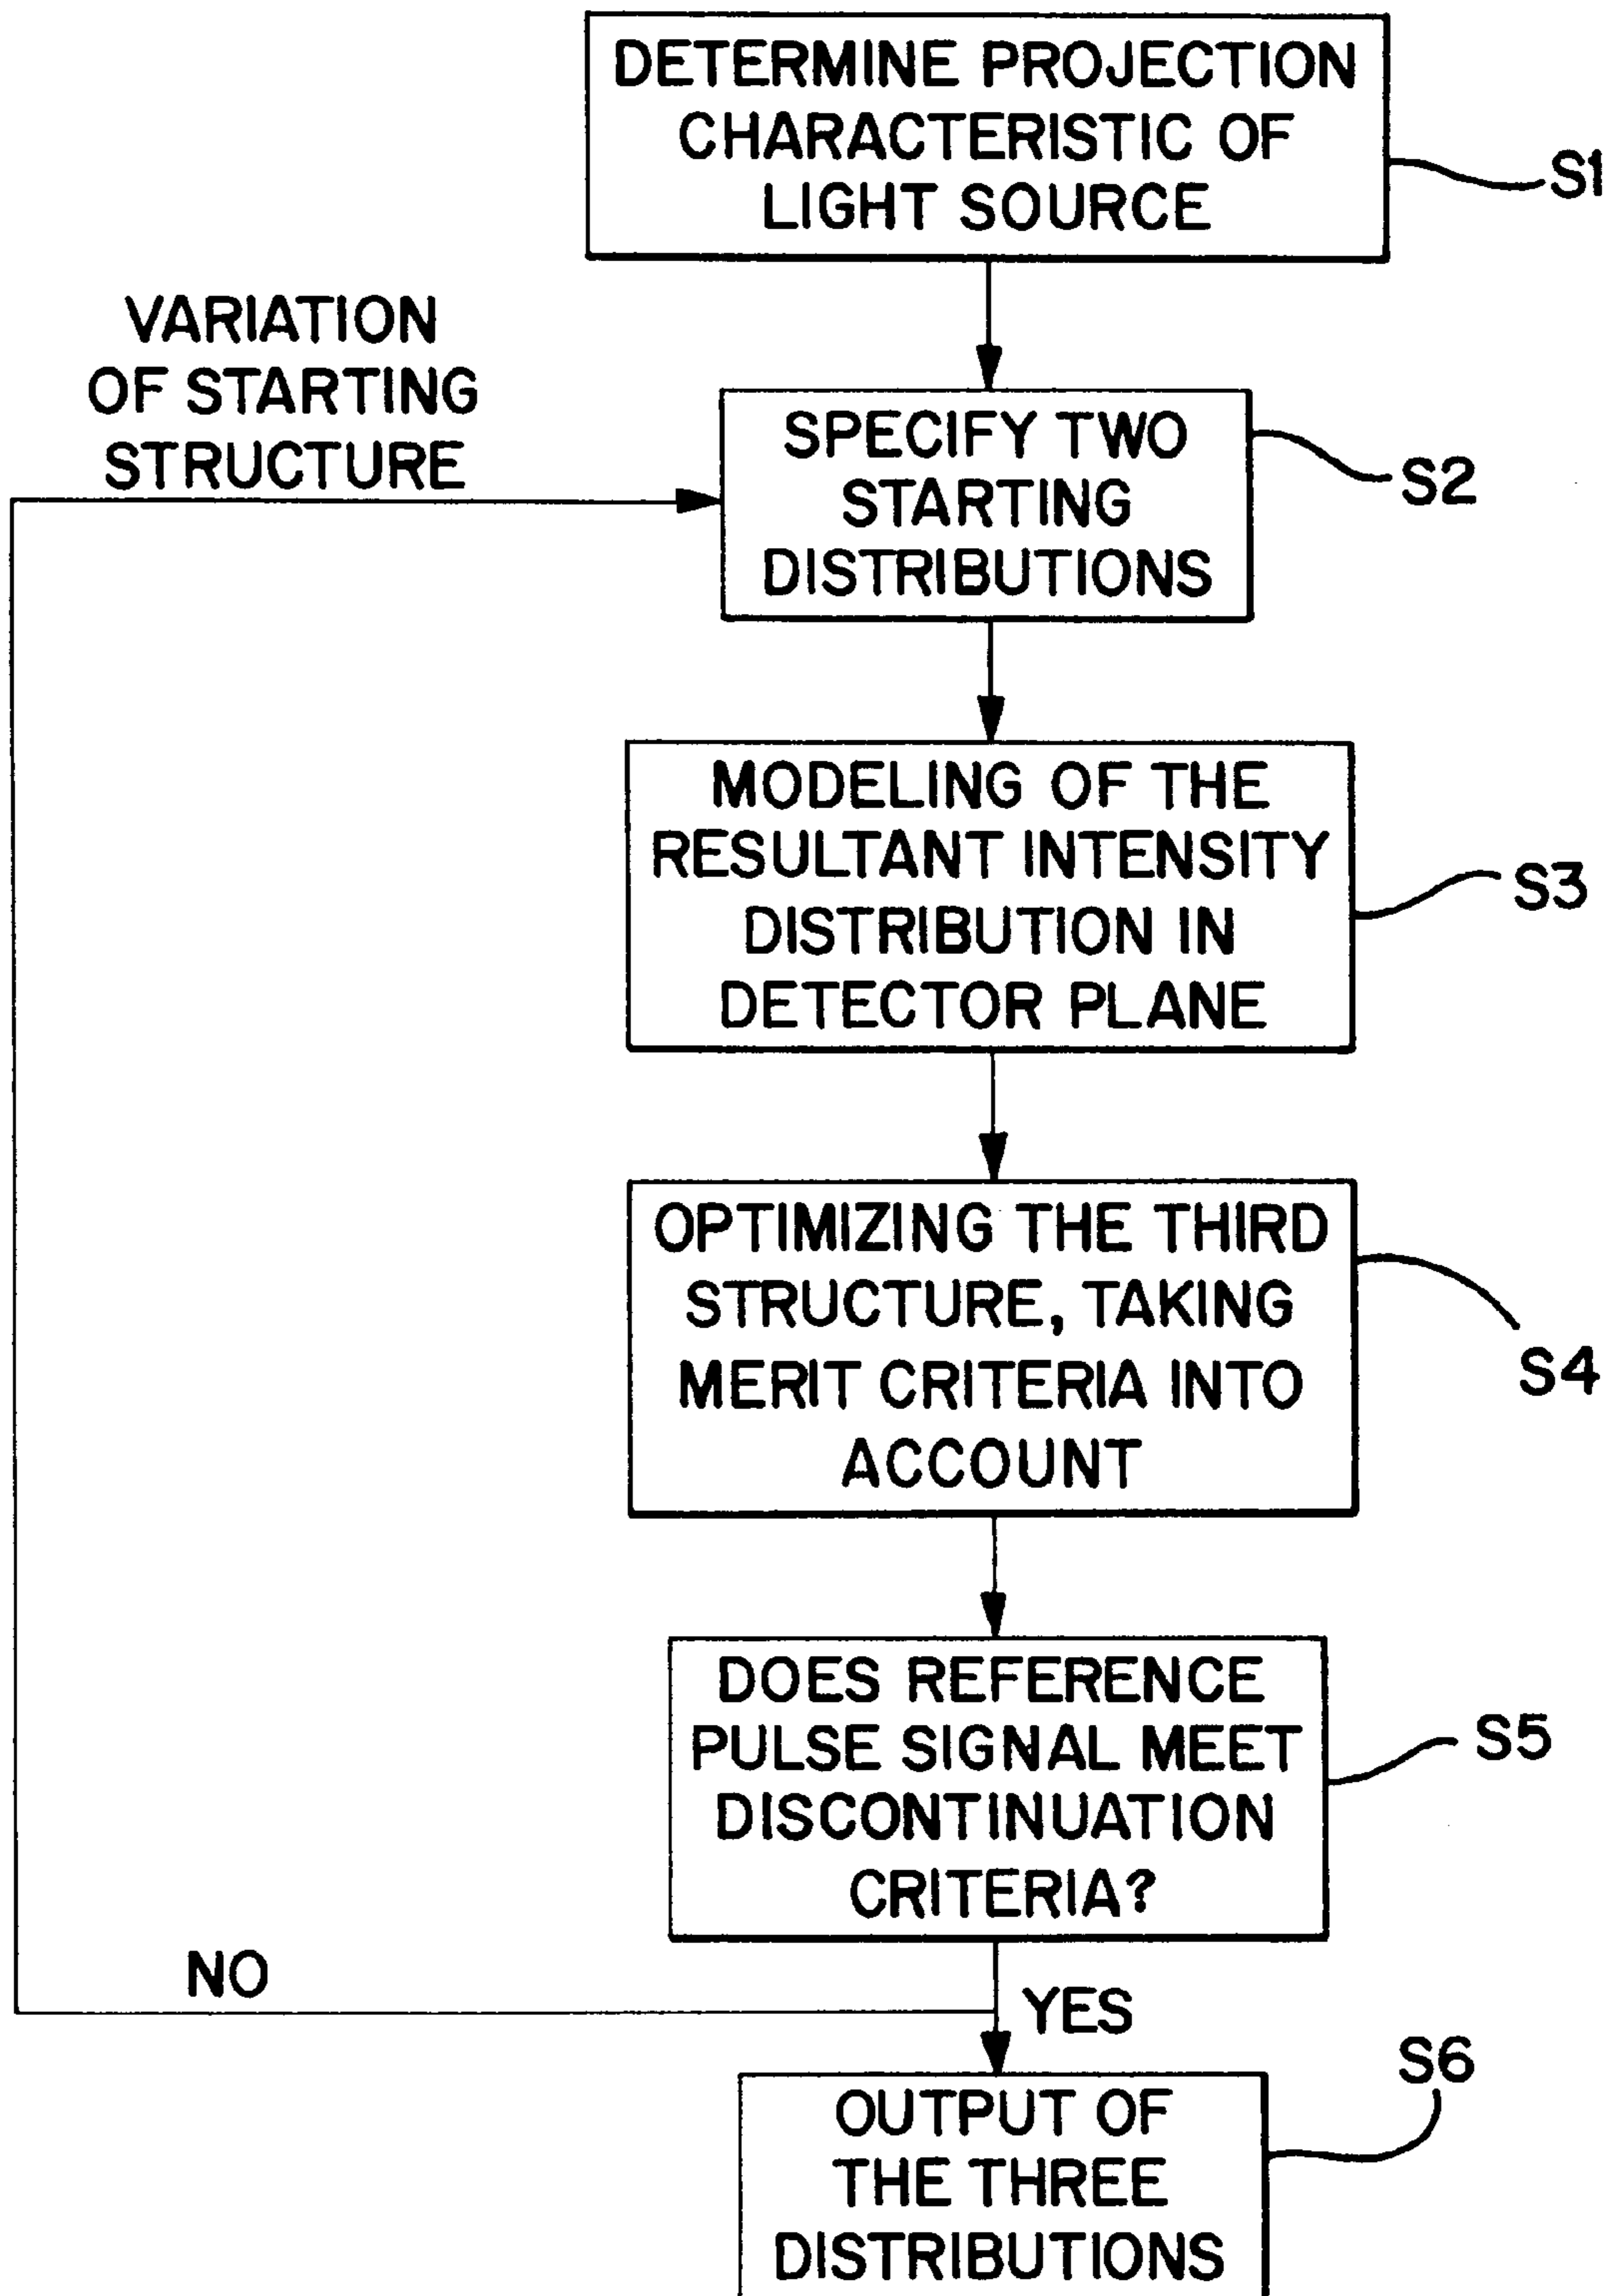 DETERMINE PROJECTION
CHARACTERISTIC OF
LIGHT SOURCE
S1
VARIATION
OF STARTING
STRUCTURE
SPECIFY TWO
STARTING
DISTRIBUTIONS
S2
MODELING OF THE
RESULTANT INTENSITY
DISTRIBUTION IN
DETECTOR PLANE
S3
OPTIMIZING THE THIRD
STRUCTURE, TAKING
MERIT CRITERIA INTO
ACCOUNT
S4
DOES REFERENCE
PULSE SIGNAL MEET
DISCONTINUATION
CRITERIA?
S5
NO
YES
S6
OUTPUT OF
THE THREE
DISTRIBUTIONS